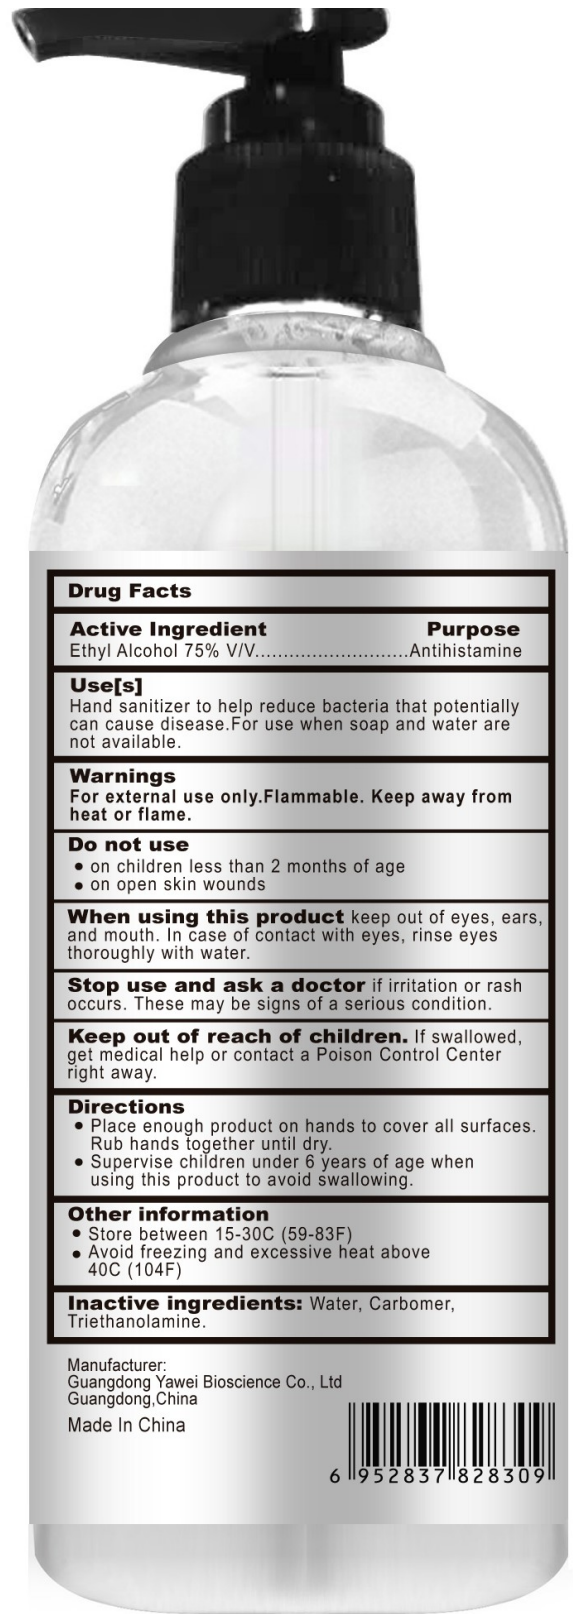 Drug Facts
Active Ingredient Purpose
Ethyl Alcohol 75% V/V...........................Antihistamine
Use[s]
Hand sanitizer to help reduce bacteria that potentially
can cause disease.For use when soap and water are
not available.
Warnings
For external use only.Flammable. Keep away from
heat or flame.
Do not use
● on children less than 2 months of age
● on open skin wounds
When using this product keep out of eyes, ears,
and mouth. In case of contact with eyes, rinse eyes
thoroughly with water.
Stop use and ask a doctor if irritation or rash
occurs. These may be signs of a serious condition.
Keep out of reach of children. If swallowed,
get medical help or contact a Poison Control Center
right away.
Directions
● Place enough product on hands to cover all surfaces.
Rub hands together until dry.
● Supervise children under 6 years of age when
using this product to avoid swallowing.
Other information
● Store between 15-30C (59-83F)
● Avoid freezing and excessive heat above
40C (104F)
Inactive ingredients: Water, Carbomer,
Triethanolamine.
Manufacturer:
Guangdong Yawei Bioscience Co., Ltd
Guangdong,China
Made In China
6 952837 828309